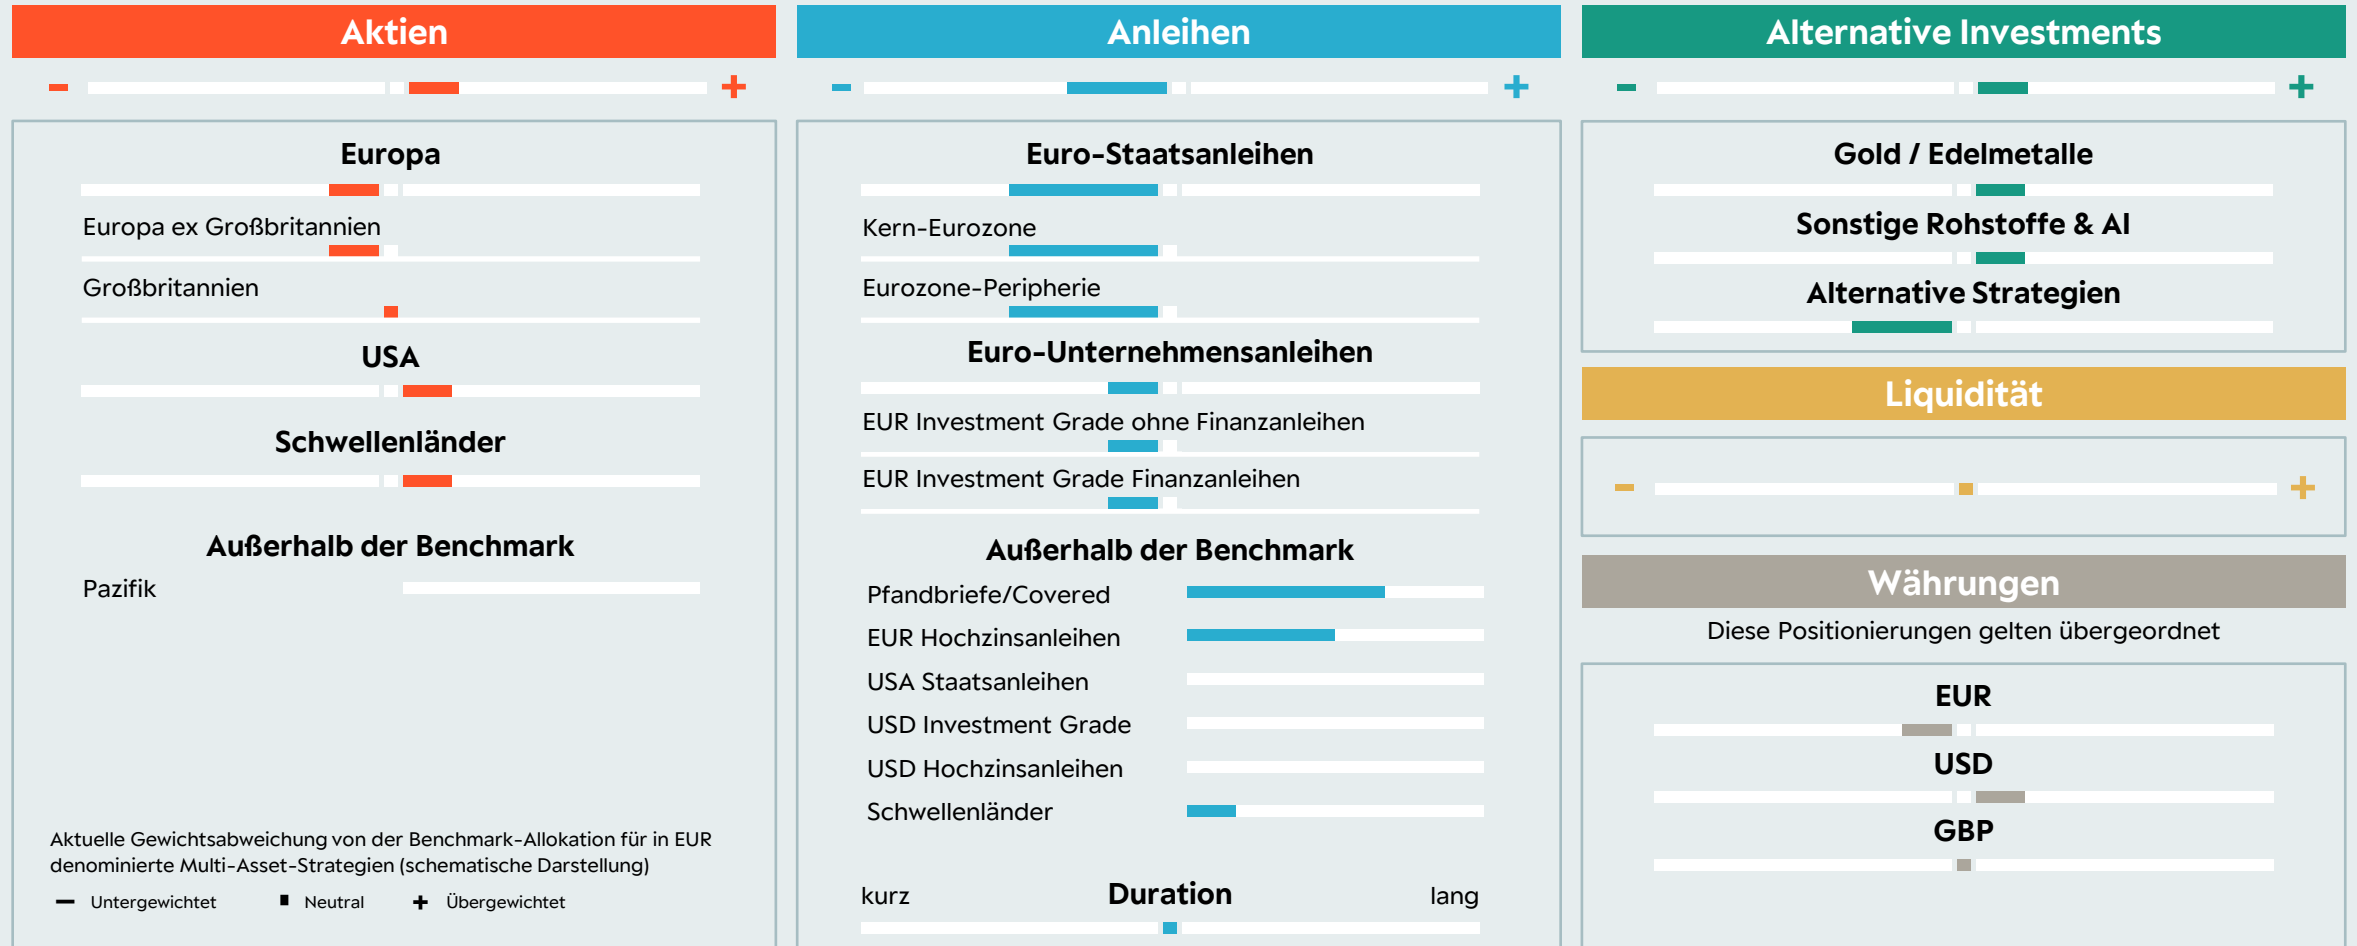 Aktien
- +
Europa
Europa ex Großbritannien
Großbritannien
USA
Schwellenländer
Außerhalb der Benchmark
Pazifik
Aktuelle Gewichtsabweichung von der Benchmark-Allokation für in EUR
denominierte Multi-Asset-Strategien (schematische Darstellung)
– Untergewichtet ■ Neutral + Übergewichtet
Anleihen
- +
Euro-Staatsanleihen
Kern-Eurozone
Eurozone-Peripherie
Euro-Unternehmensanleihen
EUR Investment Grade ohne Finanzanleihen
EUR Investment Grade Finanzanleihen
Außerhalb der Benchmark
Pfandbriefe/Covered
EUR Hochzinsanleihen
USA Staatsanleihen
USD Investment Grade
USD Hochzinsanleihen
Schwellenländer
kurz Duration lang
Alternative Investments
- +
Gold / Edelmetalle
Sonstige Rohstoffe & AI
Alternative Strategien
Liquidität
- +
Währungen
Diese Positionierungen gelten übergeordnet
EUR
USD
GBP